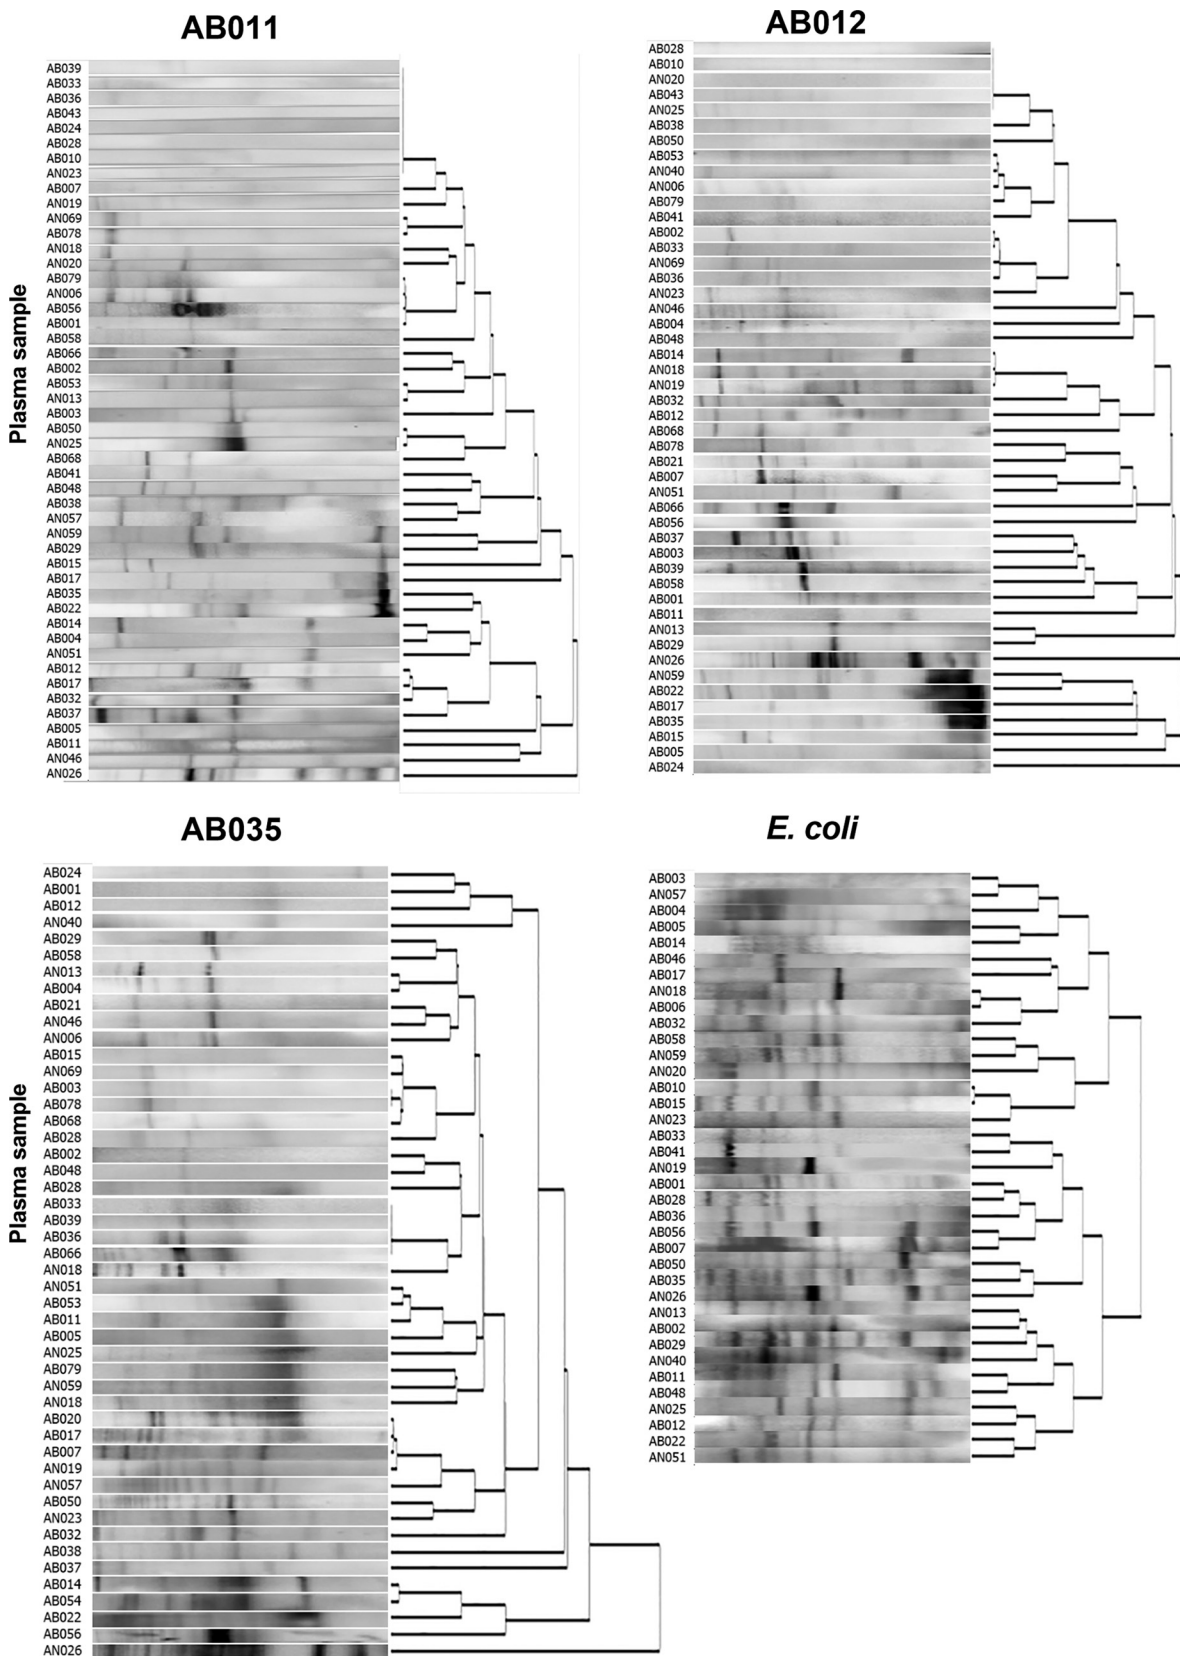 AB011
AB039
AB033
AB036
AB043
AB024
AB028
AB010
AN023
AB007
AN019
AN069
AB078
AN018
AN020
AB079
AN006
AB056
AB001
AB058
AB066
AB002
AB053
AN013
AB003
AB050
AN025
AB068
AB041
AB048
AB038
AN057
AN059
AB029
AB015
AB017
AB035
AB022
AB014
AB004
AN051
AB012
AB017
AB032
AB037
AB005
AB011
AN046
AN026
Plasma sample
AB012
AB028
AB010
AN020
AB043
AN025
AB038
AB050
AB053
AN040
AN006
AB079
AB041
AB002
AB033
AN069
AB036
AN023
AN046
AB004
AB048
AB014
AN018
AN019
AB032
AB012
AB068
AB078
AB021
AB007
AN051
AB066
AB056
AB037
AB003
AB039
AB058
AB001
AB011
AN013
AB029
AN026
AN059
AB022
AB017
AB035
AB015
AB005
AB024
AB035
AB024
AB001
AB012
AN040
AB029
AB058
AN013
AB004
AB021
AN046
AN006
AB015
AN069
AB003
AB078
AB068
AB028
AB002
AB048
AB028
AB033
AB039
AB036
AB066
AN018
AN051
AB053
AB011
AB005
AN025
AB079
AN059
AN018
AB020
AB017
AB007
AN019
AN057
AB050
AN023
AB032
AB038
AB037
AB014
AB054
AB022
AB056
AN026
Plasma sample
E. coli
AB003
AN057
AB004
AB005
AB014
AB046
AB017
AN018
AB006
AB032
AB058
AN059
AN020
AB010
AB015
AN023
AB033
AB041
AN019
AB001
AB028
AB036
AB056
AB007
AB050
AB035
AN026
AN013
AB002
AB029
AN040
AB011
AB048
AN025
AB012
AB022
AN051